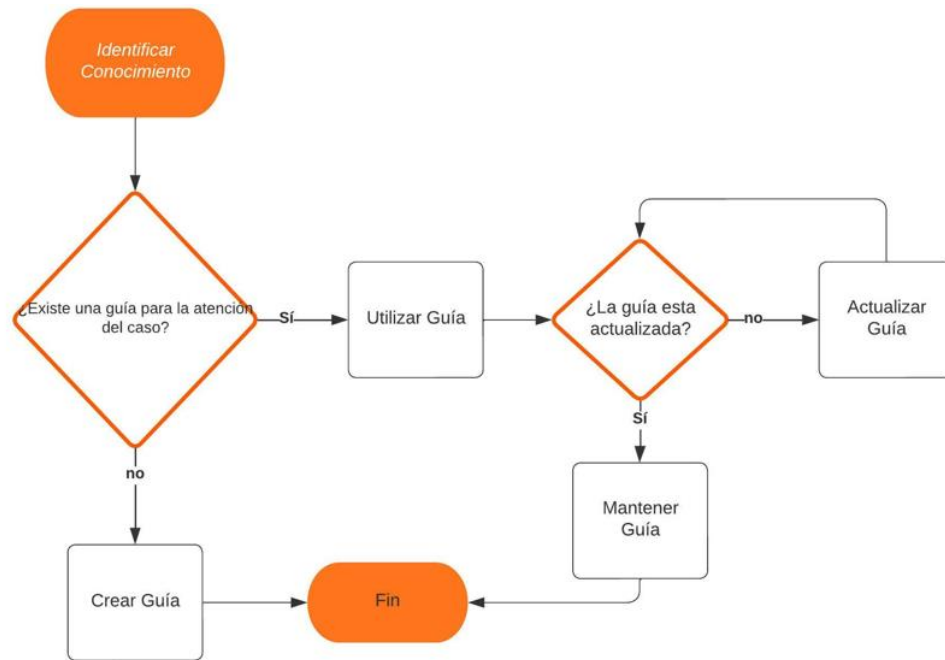 Identificar
Conocimiento
¿Existe una guía para la atención
del caso?
Sí
Utilizar Guía
¿La guía esta
actualizada?
no
Actualizar
Guía
Sí
no
Mantener
Guía
Crear Guía
Fin